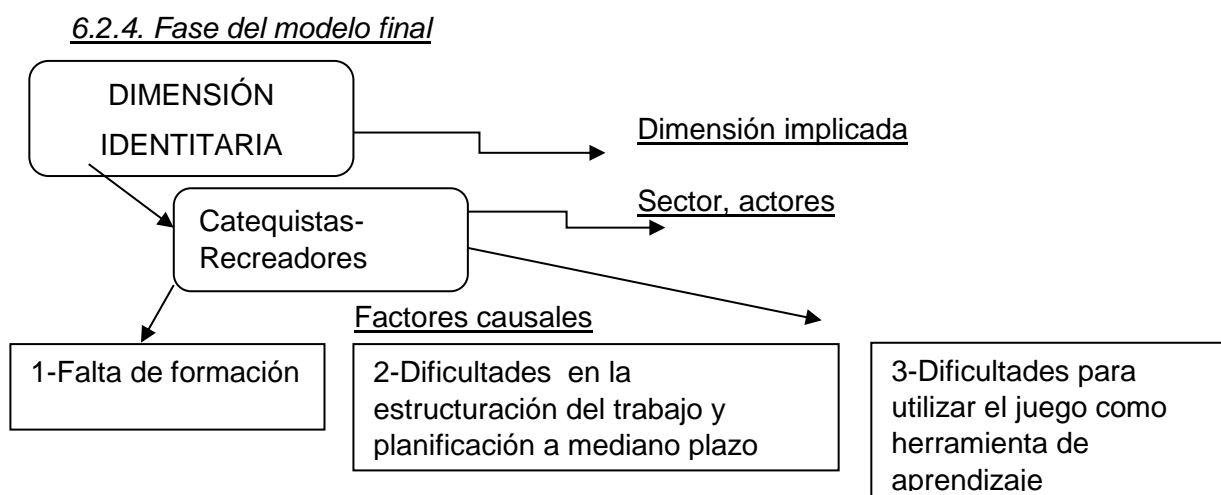 6.2.4. Fase del modelo final
DIMENSIÓN
IDENTITARIA
Dimensión implicada
Catequistas-
Recreadores
Sector, actores
Factores causales
1-Falta de formación
2-Dificultades en la
estructuración del trabajo y
planificación a mediano plazo
3-Dificultades para
utilizar el juego como
herramienta de
aprendizaje